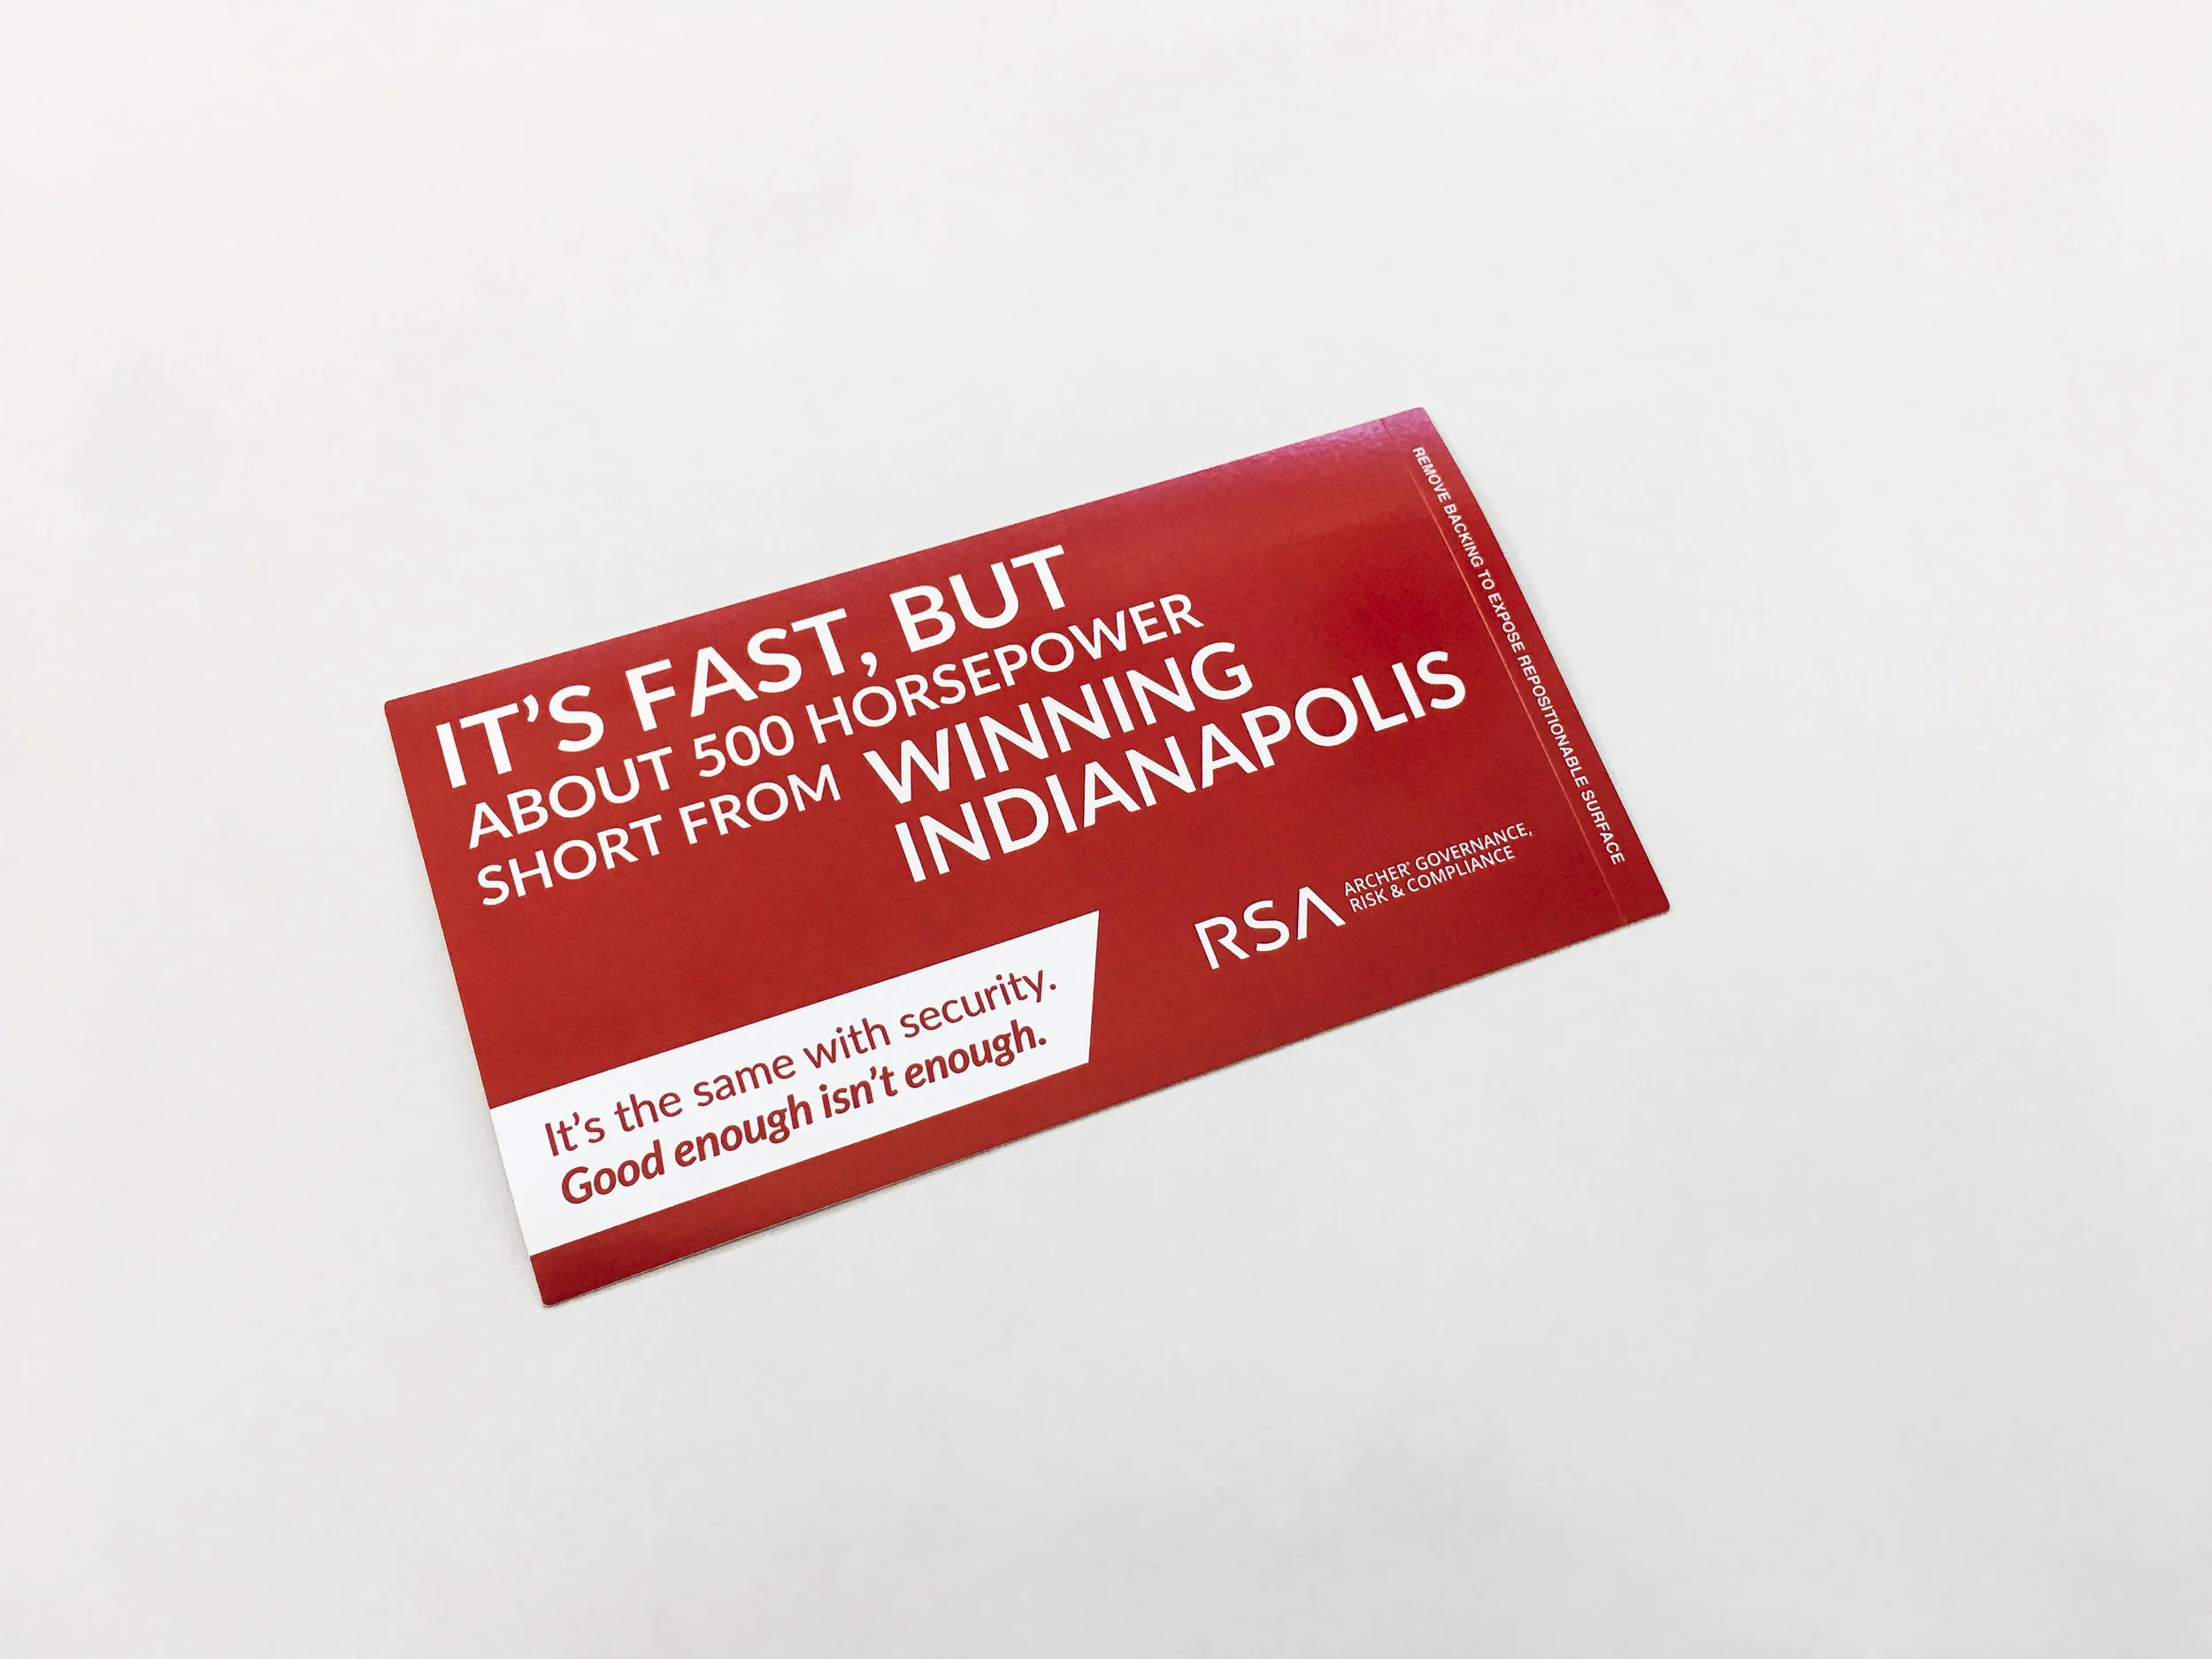 IT'S FAST, BUT
ABOUT 500 HORSEPOWER
SHORT FROM WINNING
INDIANAPOLIS
It's the same with security.
Good enough isn't enough.
RSA
ARCHER® GOVERNANCE,
RISK & COMPLIANCE
REMOVE BACKING TO EXPOSE REPOSITIONABLE SURFACE